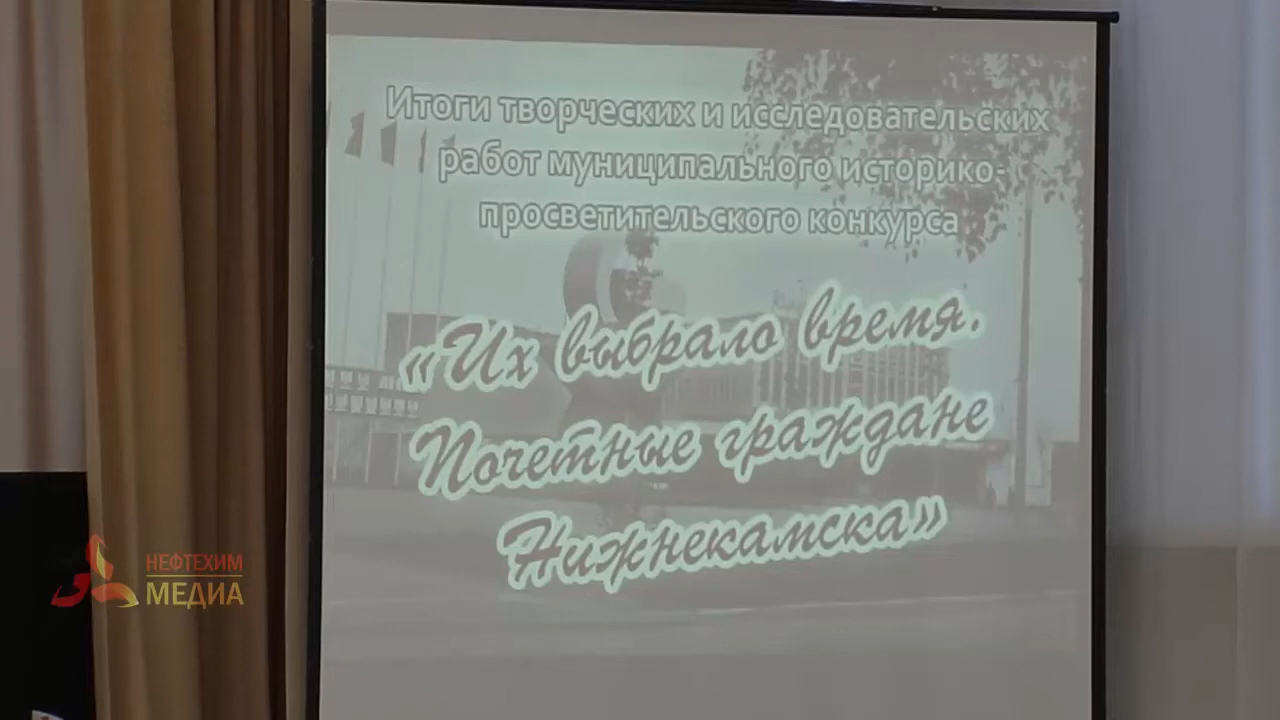 Итоги творческих и исследовательских
работ муниципального историко-
просветительского конкурса
«Их выбрало время.
Почетные граждане
Нижнекамска»
НЕФТЕХИМ
МЕДИА